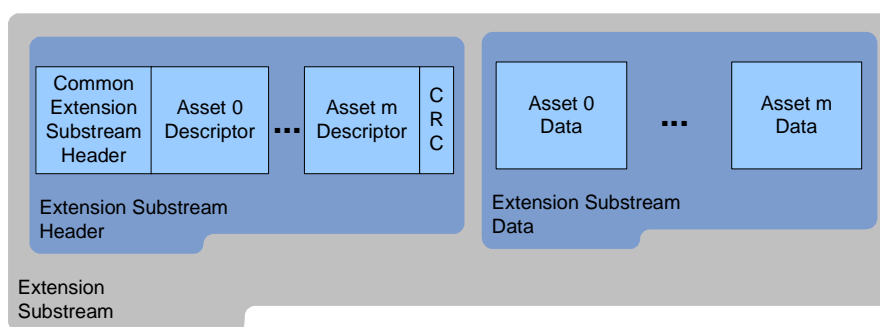 Common
Extension
Substream
Header
Asset 0
Descriptor
...
Asset m
Descriptor
C
R
C
Extension Substream
Header
Asset 0
Data
...
Asset m
Data
Extension Substream
Data
Extension
Substream